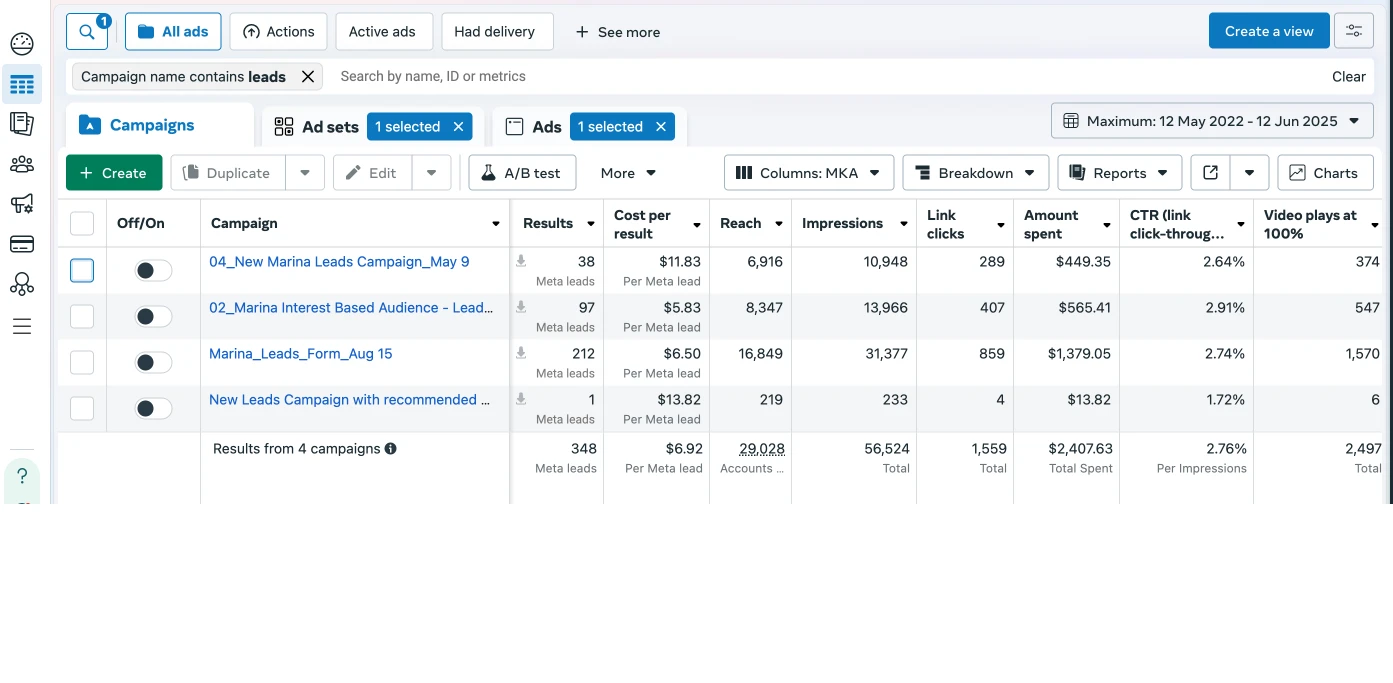 1
All ads
Actions
Active ads
Had delivery
+ See more
Create a view
Campaign name contains leads
Search by name, ID or metrics
Clear
Campaigns
Ad sets
1 selected
Ads
1 selected
Maximum: 12 May 2022 - 12 Jun 2025
+ Create
Duplicate
Edit
A/B test
More
Columns: MKA
Breakdown
Reports
Charts
Off/On
Campaign
Results
Cost per
result
Reach
Impressions
Link
clicks
Amount
spent
CTR (link
click-throug...
Video plays at
100%
04_New Marina Leads Campaign_May 9 38 $11.83 6,916 10,948 289 $449.35 2.64% 374
Meta leads Per Meta lead
02_Marina Interest Based Audience - Lead... 97 $5.83 8,347 13,966 407 $565.41 2.91% 547
Meta leads Per Meta lead
Marina_Leads_Form_Aug 15 212 $6.50 16,849 31,377 859 $1,379.05 2.74% 1,570
Meta leads Per Meta lead
New Leads Campaign with recommended ... 1 $13.82 219 233 4 $13.82 1.72% 6
Meta leads Per Meta lead
Results from 4 campaigns 348 $6.92 29,028 56,524 1,559 $2,407.63 2.76% 2,497
Meta leads Per Meta lead Accounts ... Total Total Total Spent Per Impressions Total
?